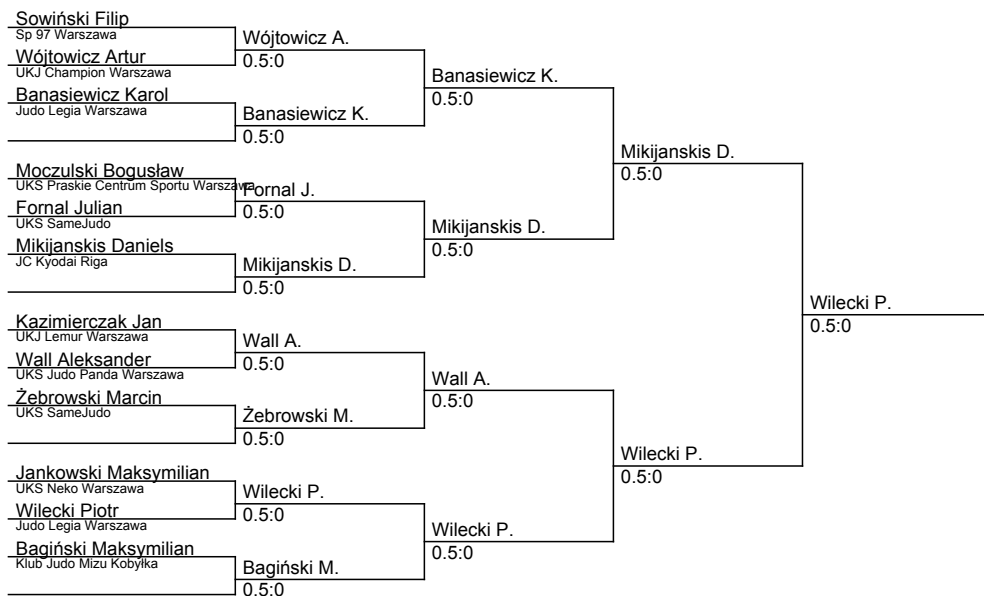 Sowiński Filip
Sp 97 Warszawa
Wójtowicz Artur
UKJ Champion Warszawa
Banasiewicz Karol
Judo Legia Warszawa
Moczulski Bogusław
UKS Praskie Centrum Sportu Warszawa
Fornal Julian
UKS SameJudo
Mikijanskis Daniels
JC Kyodai Riga
Kazimierczak Jan
UKJ Lemur Warszawa
Wall Aleksander
UKS Judo Panda Warszawa
Żebrowski Marcin
UKS SameJudo
Jankowski Maksymilian
UKS Neko Warszawa
Wilecki Piotr
Judo Legia Warszawa
Bagiński Maksymilian
Klub Judo Mizu Kobyłka
Wójtowicz A.
0.5:0
Banasiewicz K.
0.5:0
Fornal J.
0.5:0
Mikijanskis D.
0.5:0
Wall A.
0.5:0
Żebrowski M.
0.5:0
Wilecki P.
0.5:0
Bagiński M.
0.5:0
Banasiewicz K.
0.5:0
Mikijanskis D.
0.5:0
Wall A.
0.5:0
Wilecki P.
0.5:0
Mikijanskis D.
0.5:0
Wilecki P.
0.5:0
Wilecki P.
0.5:0